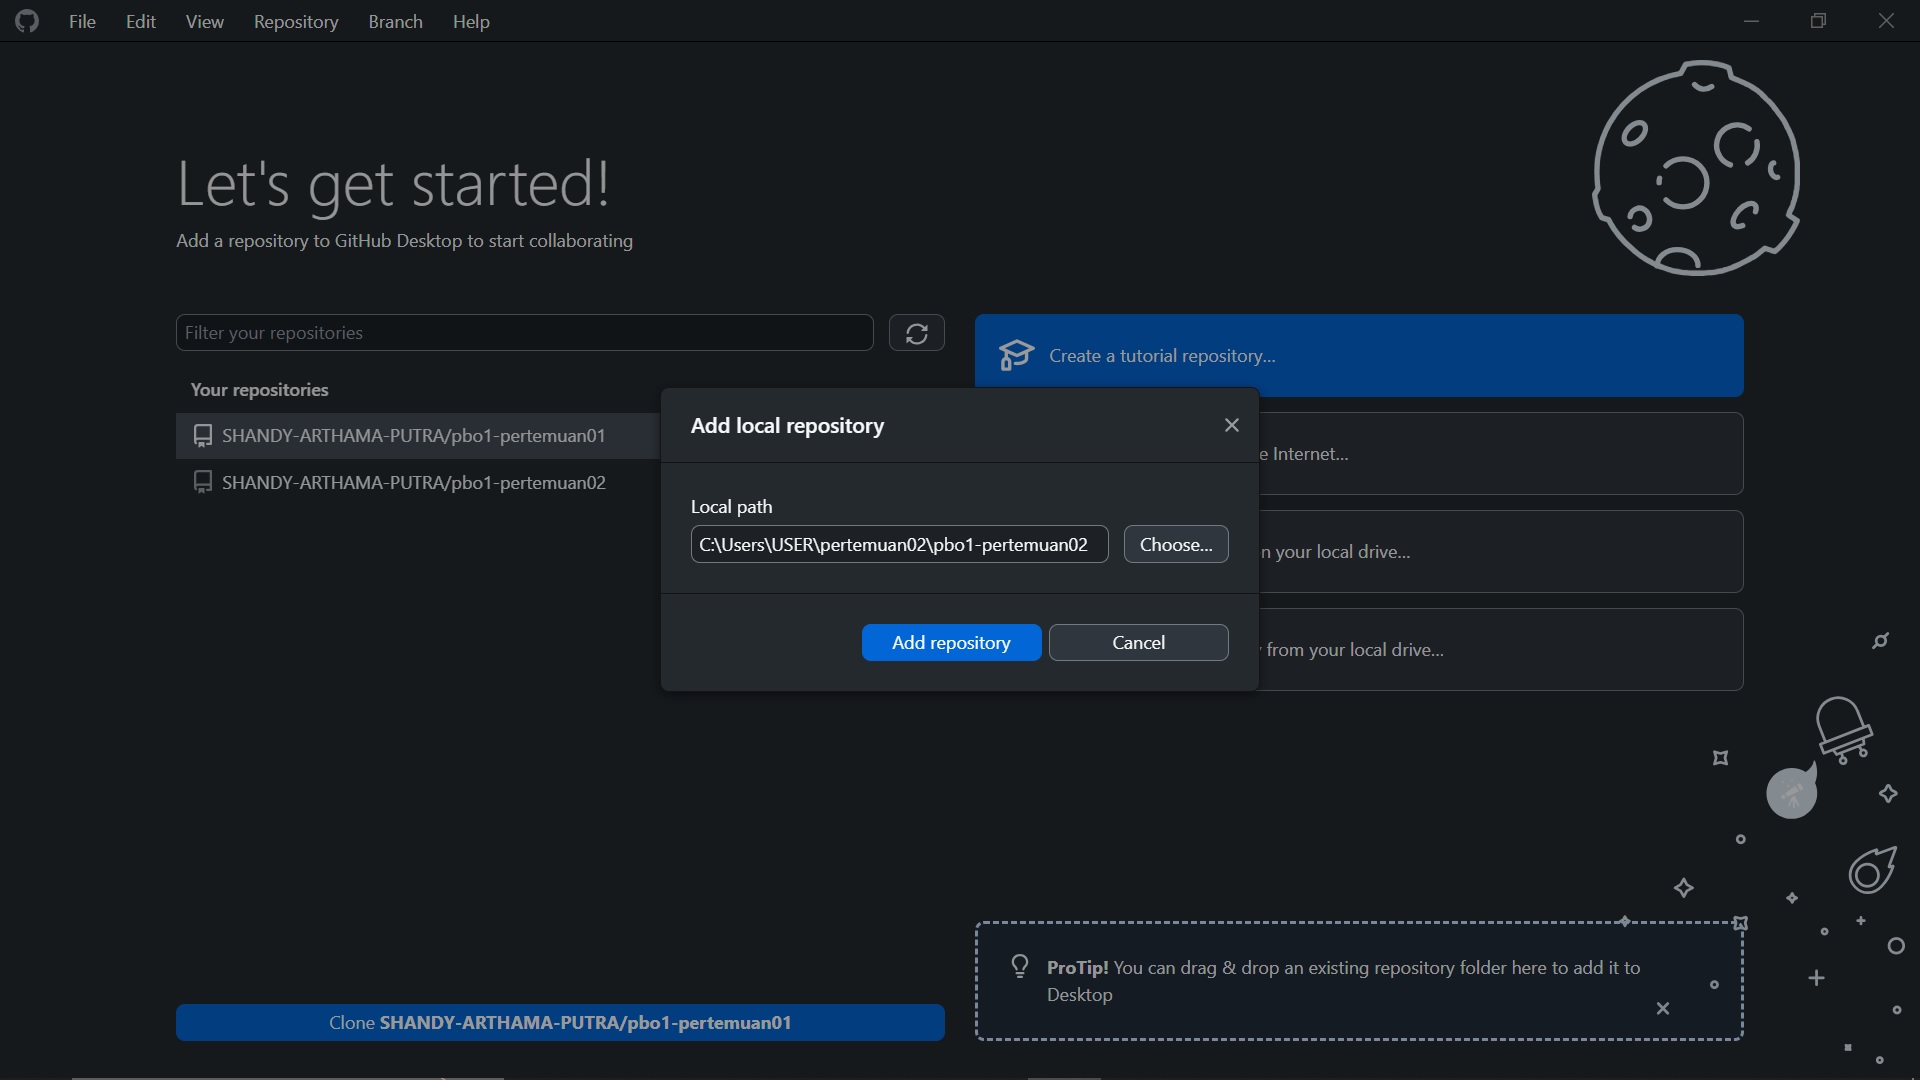 File Edit View Repository Branch Help
Let's get started!
Add a repository to GitHub Desktop to start collaborating
Filter your repositories
Your repositories
SHANDY-ARTHAMA-PUTRA/pbo1-pertemuan01
SHANDY-ARTHAMA-PUTRA/pbo1-pertemuan02
Clone SHANDY-ARTHAMA-PUTRA/pbo1-pertemuan01
Create a tutorial repository...
e Internet...
n your local drive...
from your local drive...
Add local repository
Local path
C:\Users\USER\pertemuan02\pbo1-pertemuan02
Choose...
Add repository
Cancel
ProTip! You can drag & drop an existing repository folder here to add it to
Desktop